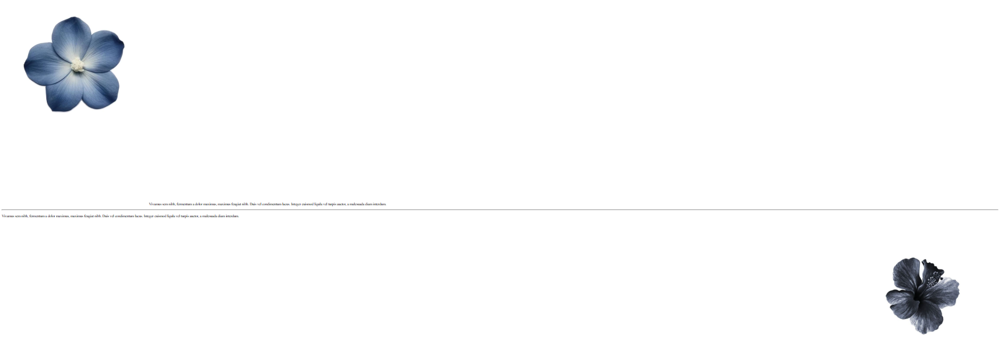 Vivamus sem nibh, fermentum a dolor maximus, maximus feugiat nibh. Duis vel condimentum lacus. Integer euismod ligula vel turpis auctor, a malesuada diam interdum.
Vivamus sem nibh, fermentum a dolor maximus, maximus feugiat nibh. Duis vel condimentum lacus. Integer euismod ligula vel turpis auctor, a malesuada diam interdum.